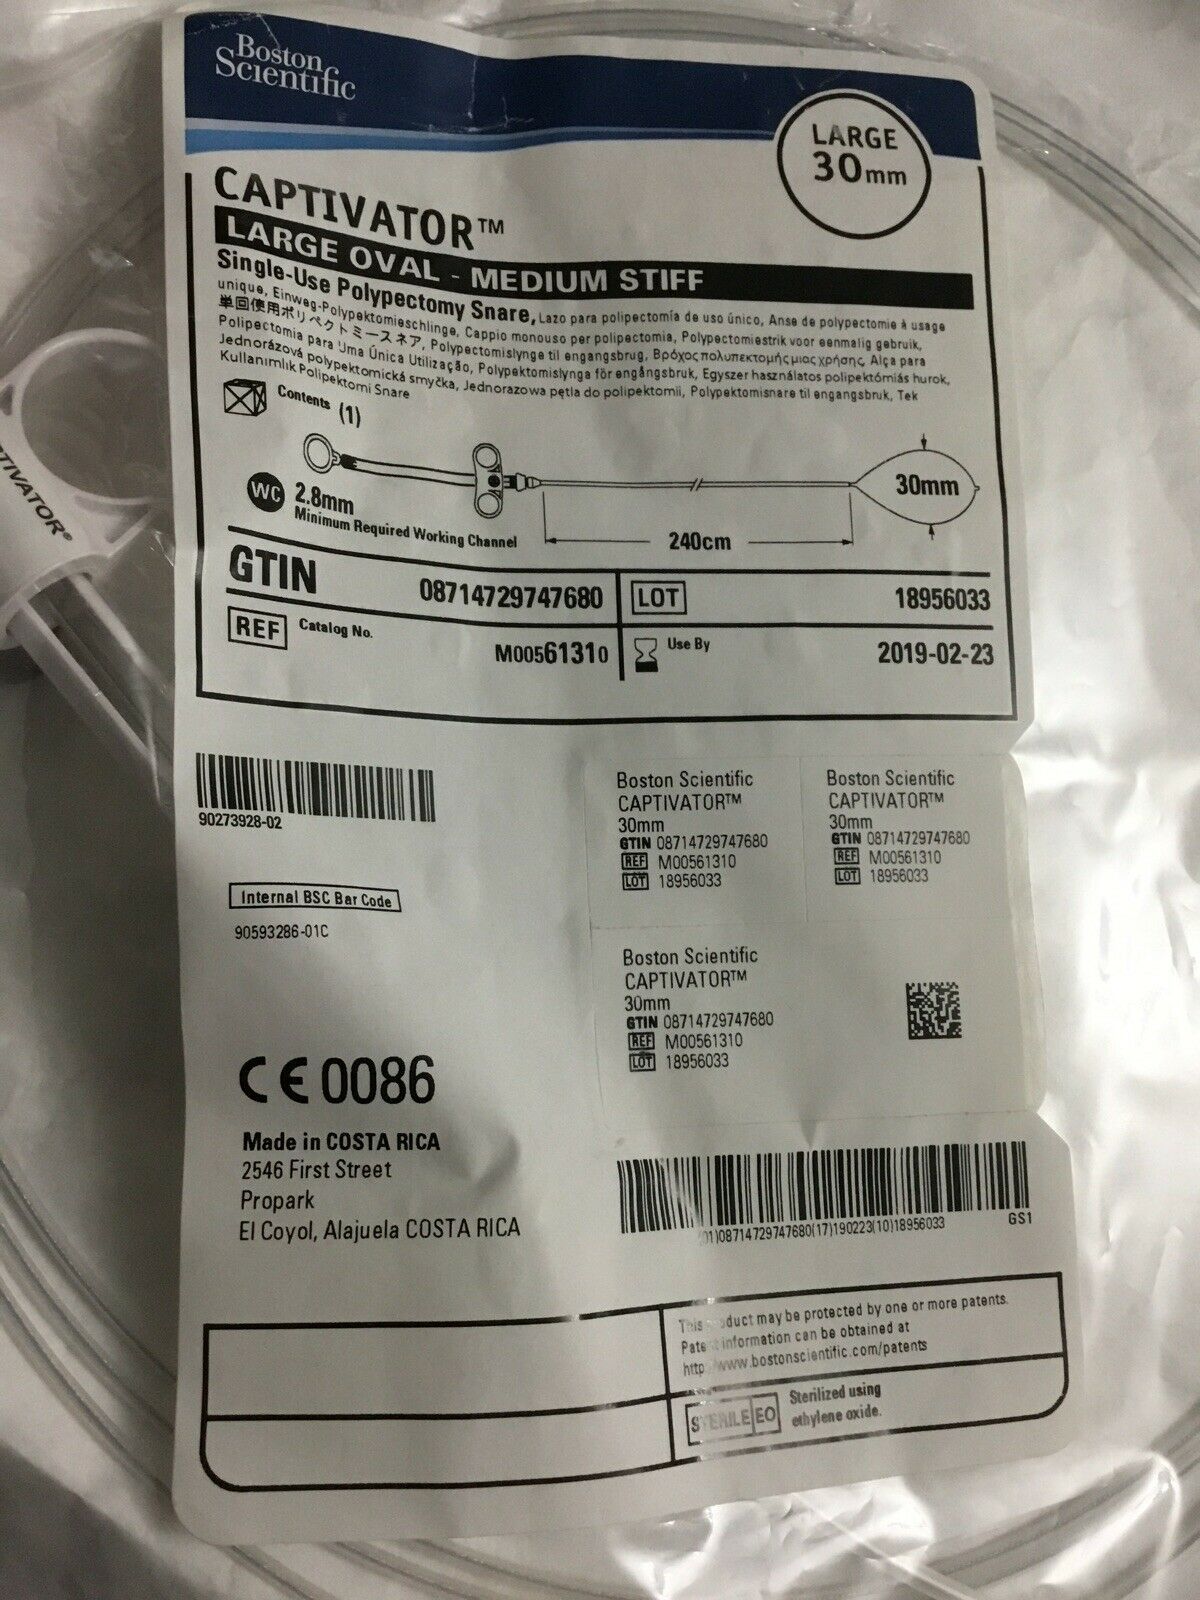 Boston
Scientific
LARGE
30mm
CAPTIVATOR™
LARGE OVAL - MEDIUM STIFF
Single-Use Polypectomy Snare, Lazo para polipectomía de uso único, Anse de polypectomie à usage
unique, Einweg-Polypektomieschlinge, Cappio monouso per polipectomia, Polypectomiestrik voor eenmalig gebruik,
単回使用ポリペクトミースネア, Polypectomislynge til engangsbrug, Βρόχος πολυπεκτομής μιας χρήσης, Alça para
Polipectomia para Uma Única Utilização, Polypektomislynga för engångsbruk, Egyszer használatos polipektómiás hurok,
Jednorázová polypektomická smyčka, Jednorazowa pętla do polipektomii, Polypektomisnare til engangsbruk, Tek
Kullanımlık Polipektomi Snare
Contents (1)
WC 2.8mm
Minimum Required Working Channel
30mm
240cm
GTIN 08714729747680
LOT 18956033
REF Catalog No. M00561310
Use By 2019-02-23
CAPTIVATOR®
90273928-02
Internal BSC Bar Code
90593286-01C
Boston Scientific
CAPTIVATOR™
30mm
GTIN 08714729747680
REF M00561310
LOT 18956033
Boston Scientific
CAPTIVATOR™
30mm
GTIN 08714729747680
REF M00561310
LOT 18956033
Boston Scientific
CAPTIVATOR™
30mm
GTIN 08714729747680
REF M00561310
LOT 18956033
CE 0086
Made in COSTA RICA
2546 First Street
Propark
El Coyol, Alajuela COSTA RICA
(01)08714729747680(17)190223(10)18956033
GS1
This product may be protected by one or more patents.
Patent information can be obtained at
http://www.bostonscientific.com/patents
STERILE EO Sterilized using
ethylene oxide.